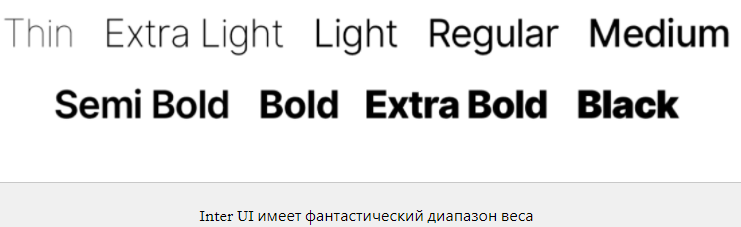 Thin Extra Light Light Regular Medium
Semi Bold Bold Extra Bold Black
Inter UI имеет фантастический диапазон веса